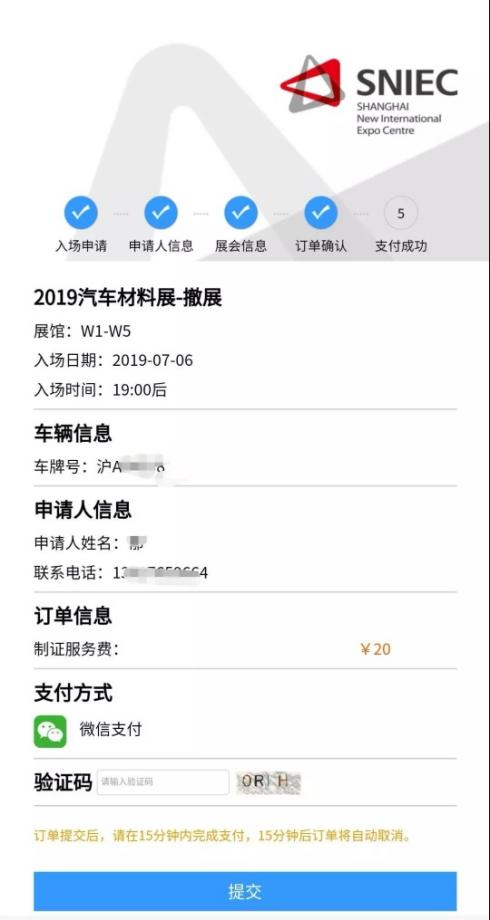 SNIEC
SHANGHAI
New International
Expo Centre
5
入场申请 申请人信息 展会信息 订单确认 支付成功
2019汽车材料展-撤展
展馆：W1-W5
入场日期：2019-07-06
入场时间：19:00后
车辆信息
车牌号：沪A
申请人信息
申请人姓名：
联系电话：13 4
订单信息
制证服务费： ￥20
支付方式
微信支付
验证码 请输入验证码 ORIH
订单提交后，请在15分钟内完成支付，15分钟后订单将自动取消。
提交